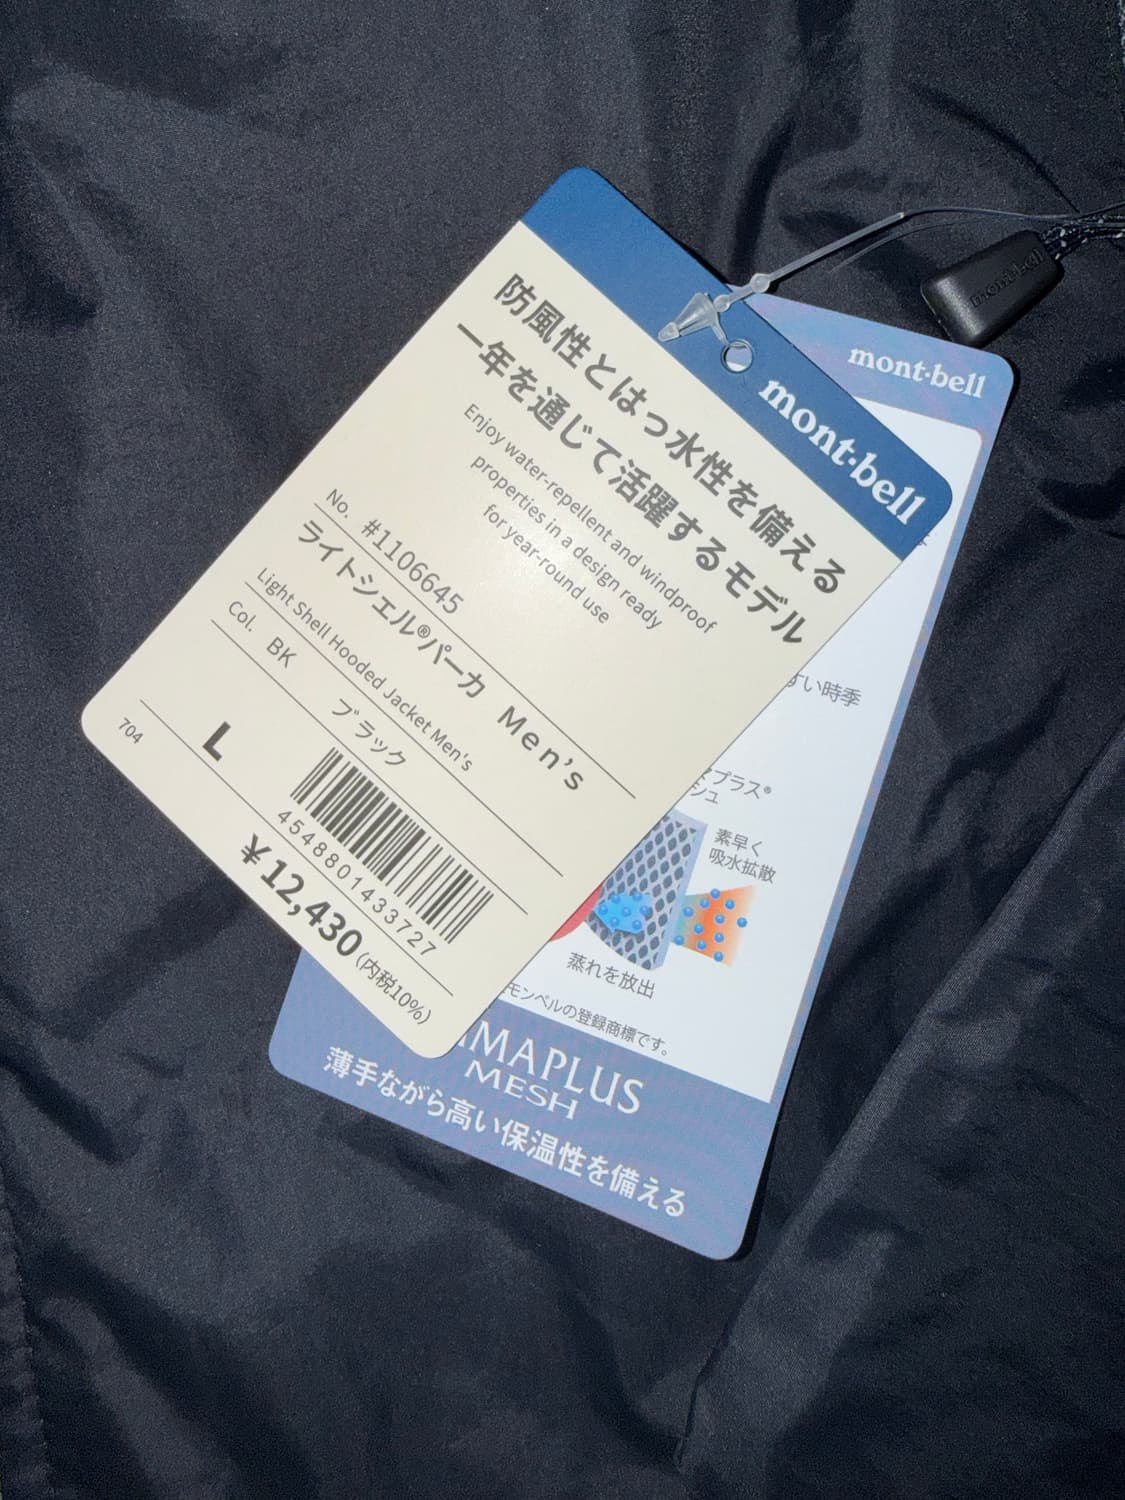 mont·bell
防風性とはっ水性を備える
一年を通じて活躍するモデル
Enjoy water-repellent and windproof
properties in a design ready
for year-round use
No. #1106645
ライトシェル®パーカ Men's
Light Shell Hooded Jacket Men's
Col. BK ブラック
L
704
4548801433727
¥12,430(内税10%)
mont·bell
mont·bell
すい時季
プラス®
シュ
素早く
吸水拡散
蒸れを放出
モンベルの登録商標です。
IMAPLUS
MESH
薄手ながら高い保温性を備える